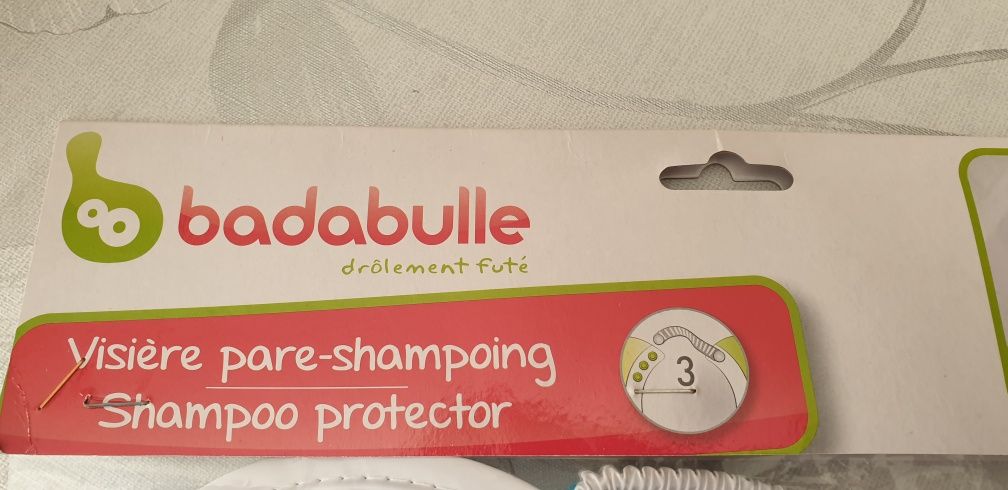 badabulle
drôlement futé
Visière pare-shampoing
Shampoo protector
3